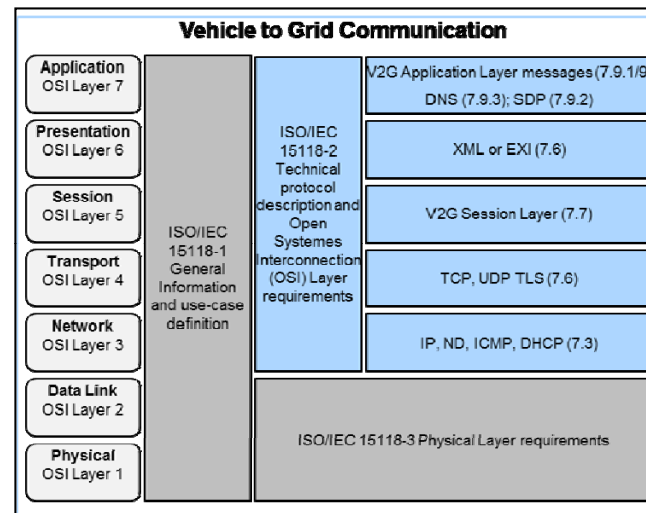 Vehicle to Grid Communication
Application
OSI Layer 7
Presentation
OSI Layer 6
Session
OSI Layer 5
Transport
OSI Layer 4
Network
OSI Layer 3
Data Link
OSI Layer 2
Physical
OSI Layer 1
ISO/IEC
15118-1
General
Information
and use-case
definition
ISO/IEC
15118-2
Technical
protocol
description and
Open
Systemes
Interconnection
(OSI) Layer
requirements
V2G Application Layer messages (7.9.1/9
DNS (7.9.3); SDP (7.9.2)
XML or EXI (7.6)
V2G Session Layer (7.7)
TCP, UDP TLS (7.6)
IP, ND, ICMP, DHCP (7.3)
ISO/IEC 15118-3 Physical Layer requirements